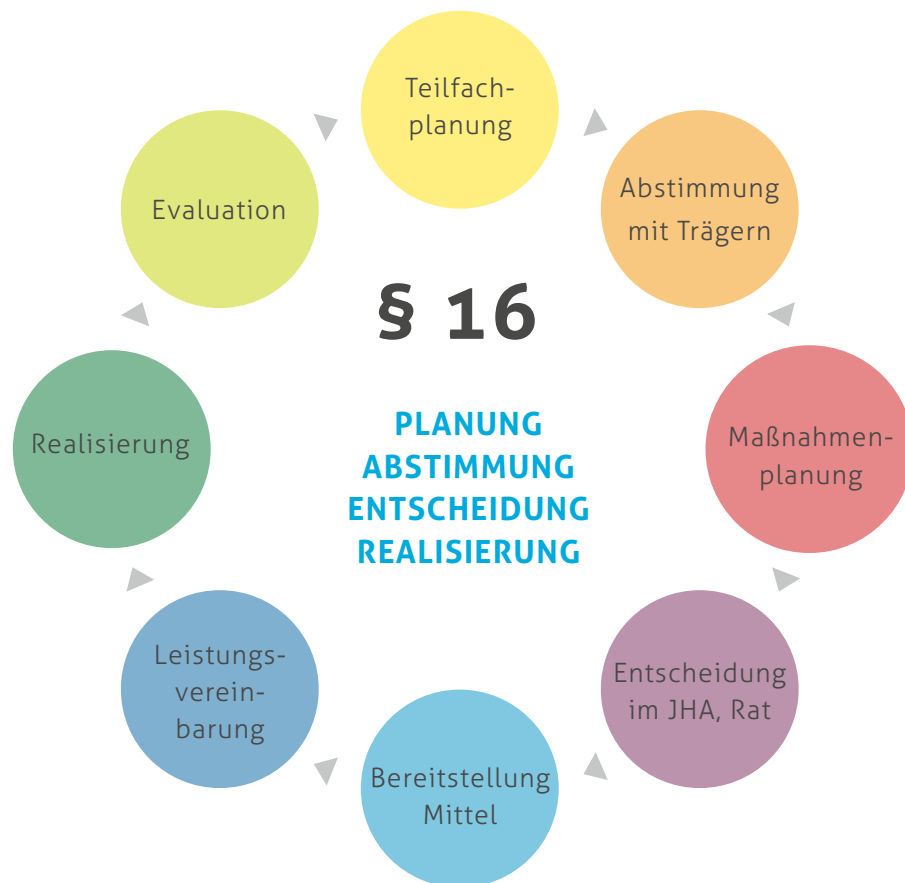 Teilfach-
planung
Abstimmung
mit Trägern
Maßnahmen-
planung
Entscheidung
im JHA, Rat
Bereitstellung
Mittel
Leistungs-
verein-
barung
Realisierung
Evaluation
§ 16
PLANUNG
ABSTIMMUNG
ENTSCHEIDUNG
REALISIERUNG